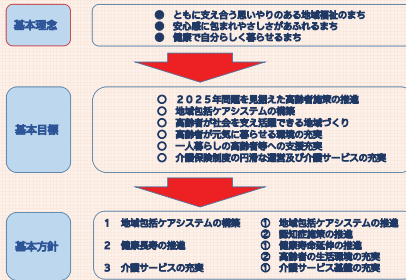 基本理念
● ともに支え合う思いやりのある地域福祉のまち
● 安心感に包まれやさしさがあふれるまち
● 健康で自分らしく暮らせるまち
基本目標
○ ２０２５年問題を見据えた高齢者施策の推進
○ 地域包括ケアシステムの構築
○ 高齢者が社会を支え活躍できる地域づくり
○ 高齢者が元気に暮らせる環境の充実
○ 一人暮らしの高齢者等への支援充実
○ 介護保険制度の円滑な運営及び介護サービスの充実
基本方針
1 地域包括ケアシステムの構築 ① 地域包括ケアシステムの推進
② 認知症施策の推進
2 健康長寿の推進 ① 健康寿命延伸の推進
② 高齢者の生活環境の充実
3 介護サービスの充実 ① 介護サービス基盤の充実